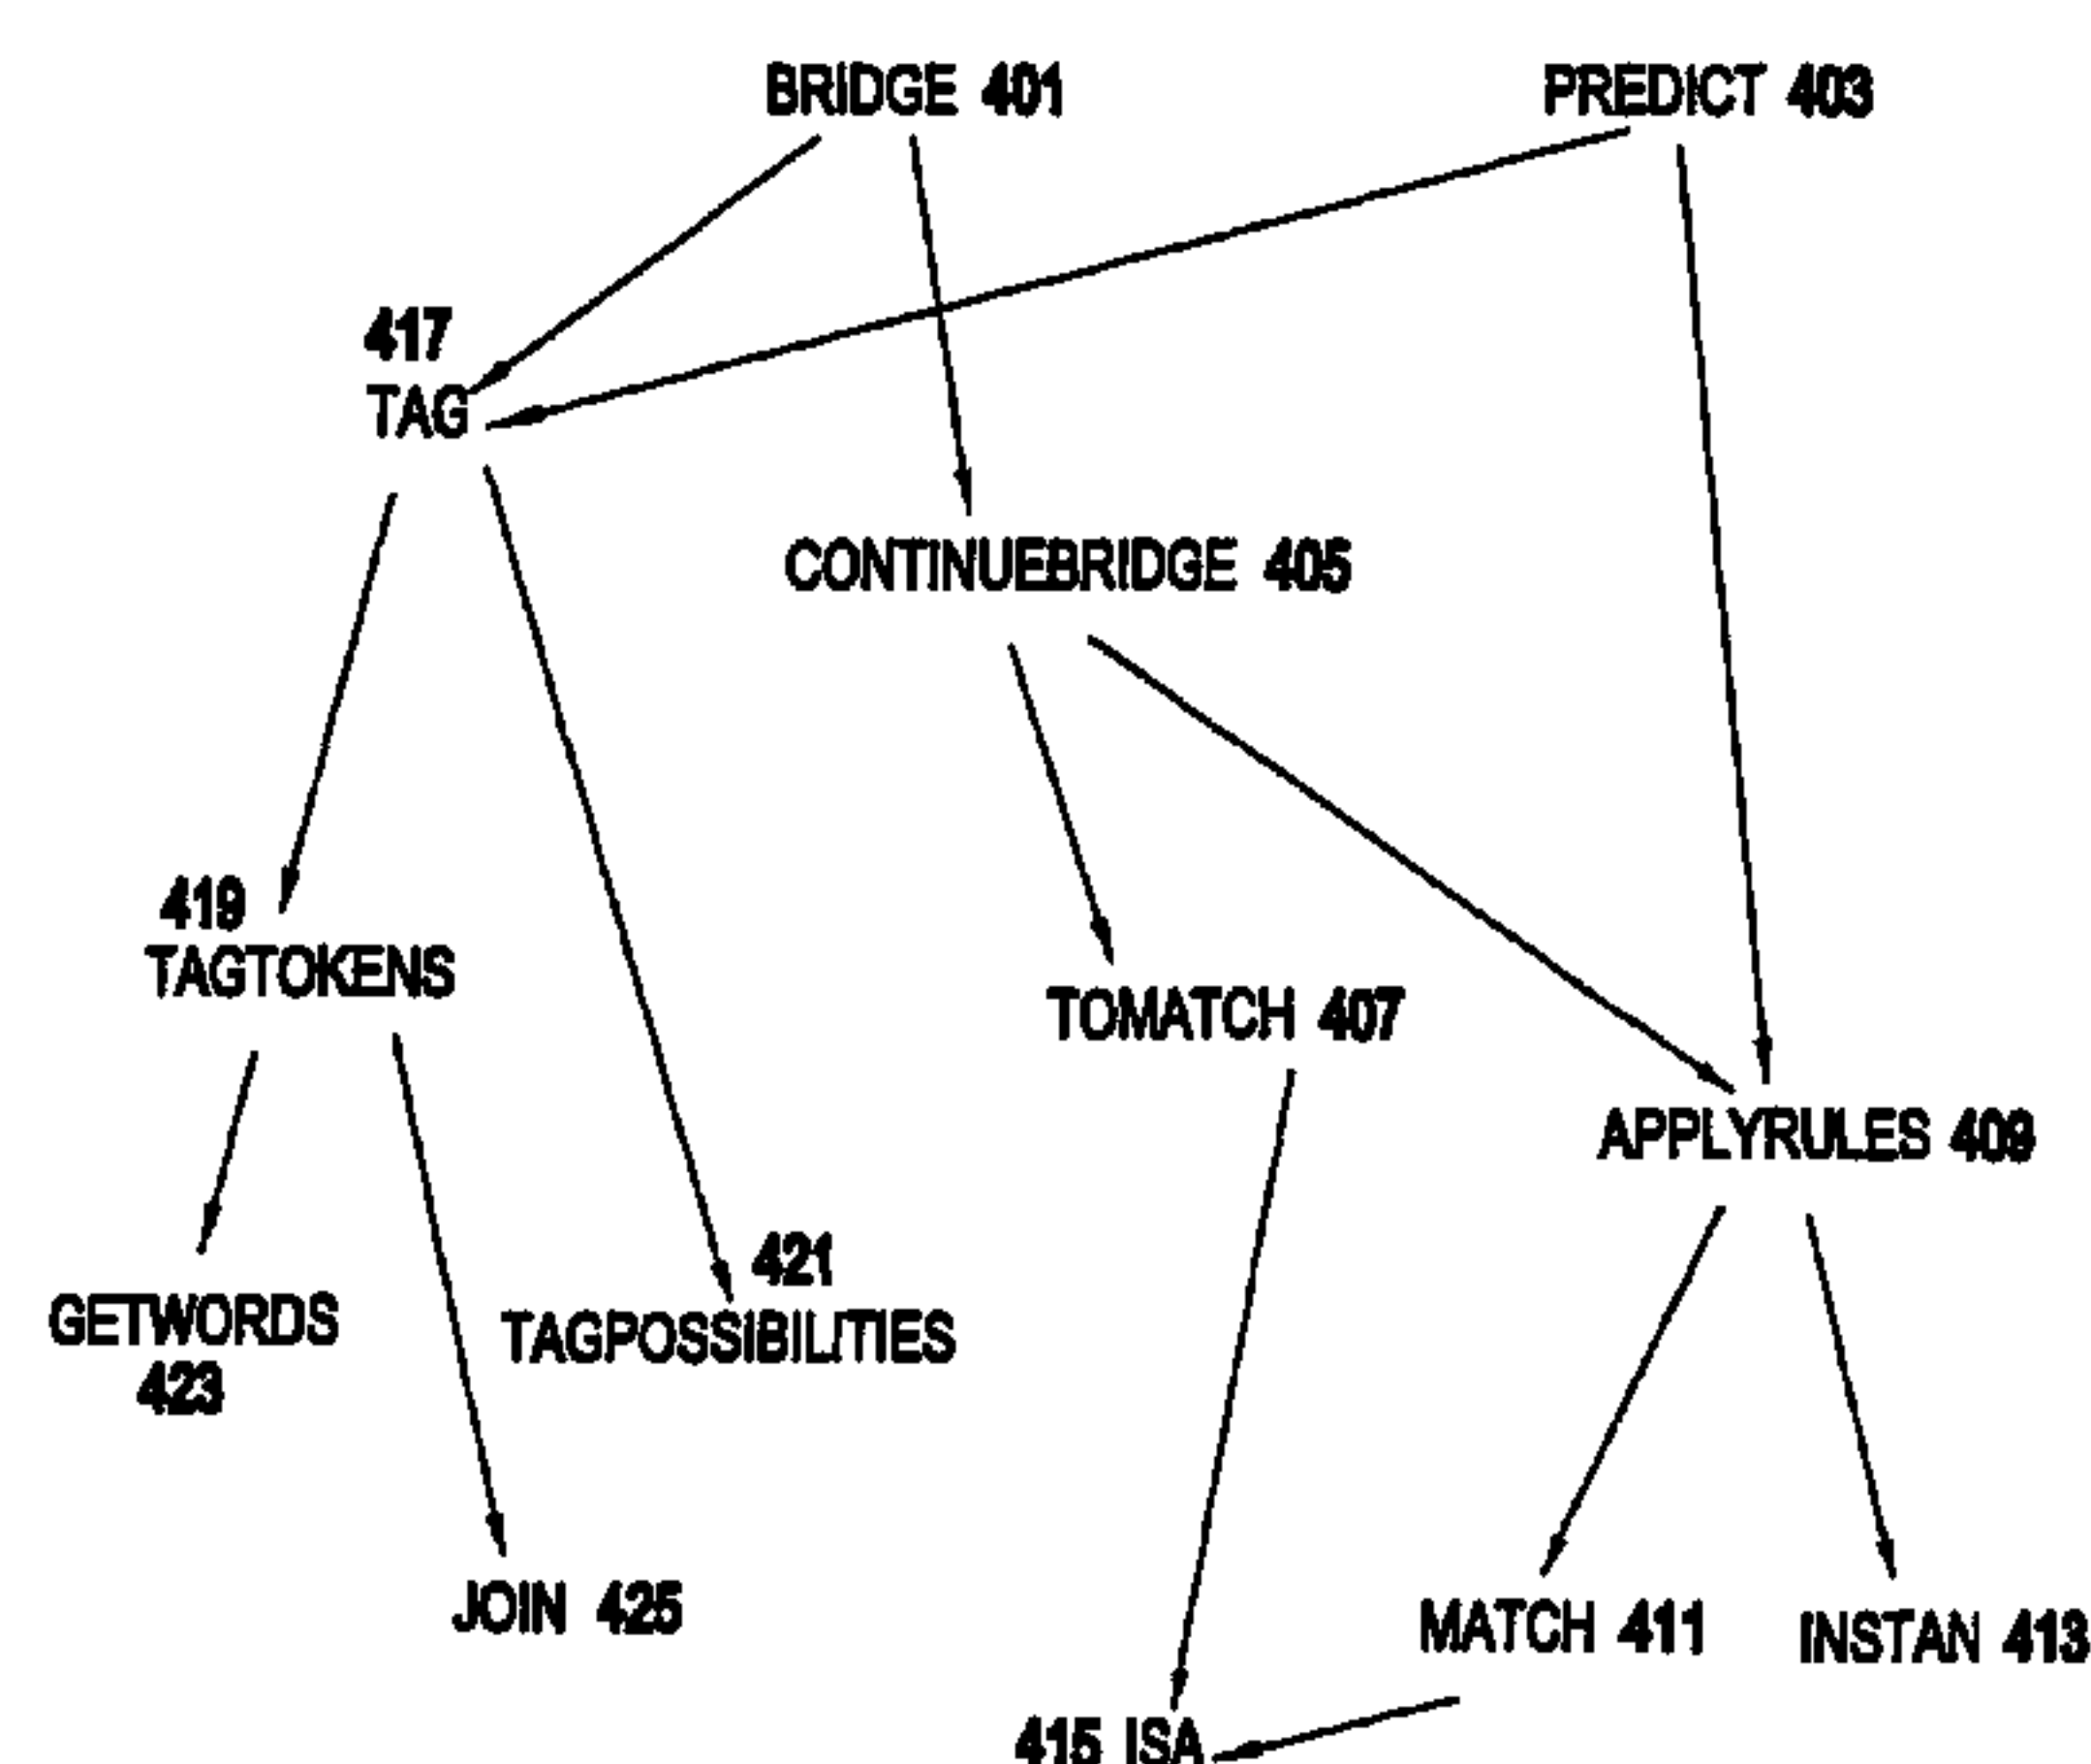 BRIDGE 401
PREDICT 403
417
TAG
CONTINUEBRIDGE 405
419
TAGTOKENS
TOMATCH 407
APPLYRULES 409
421
TAGPOSSIBILITIES
GETWORDS
423
JOIN 425
MATCH 411
INSTAN 413
415 ISA